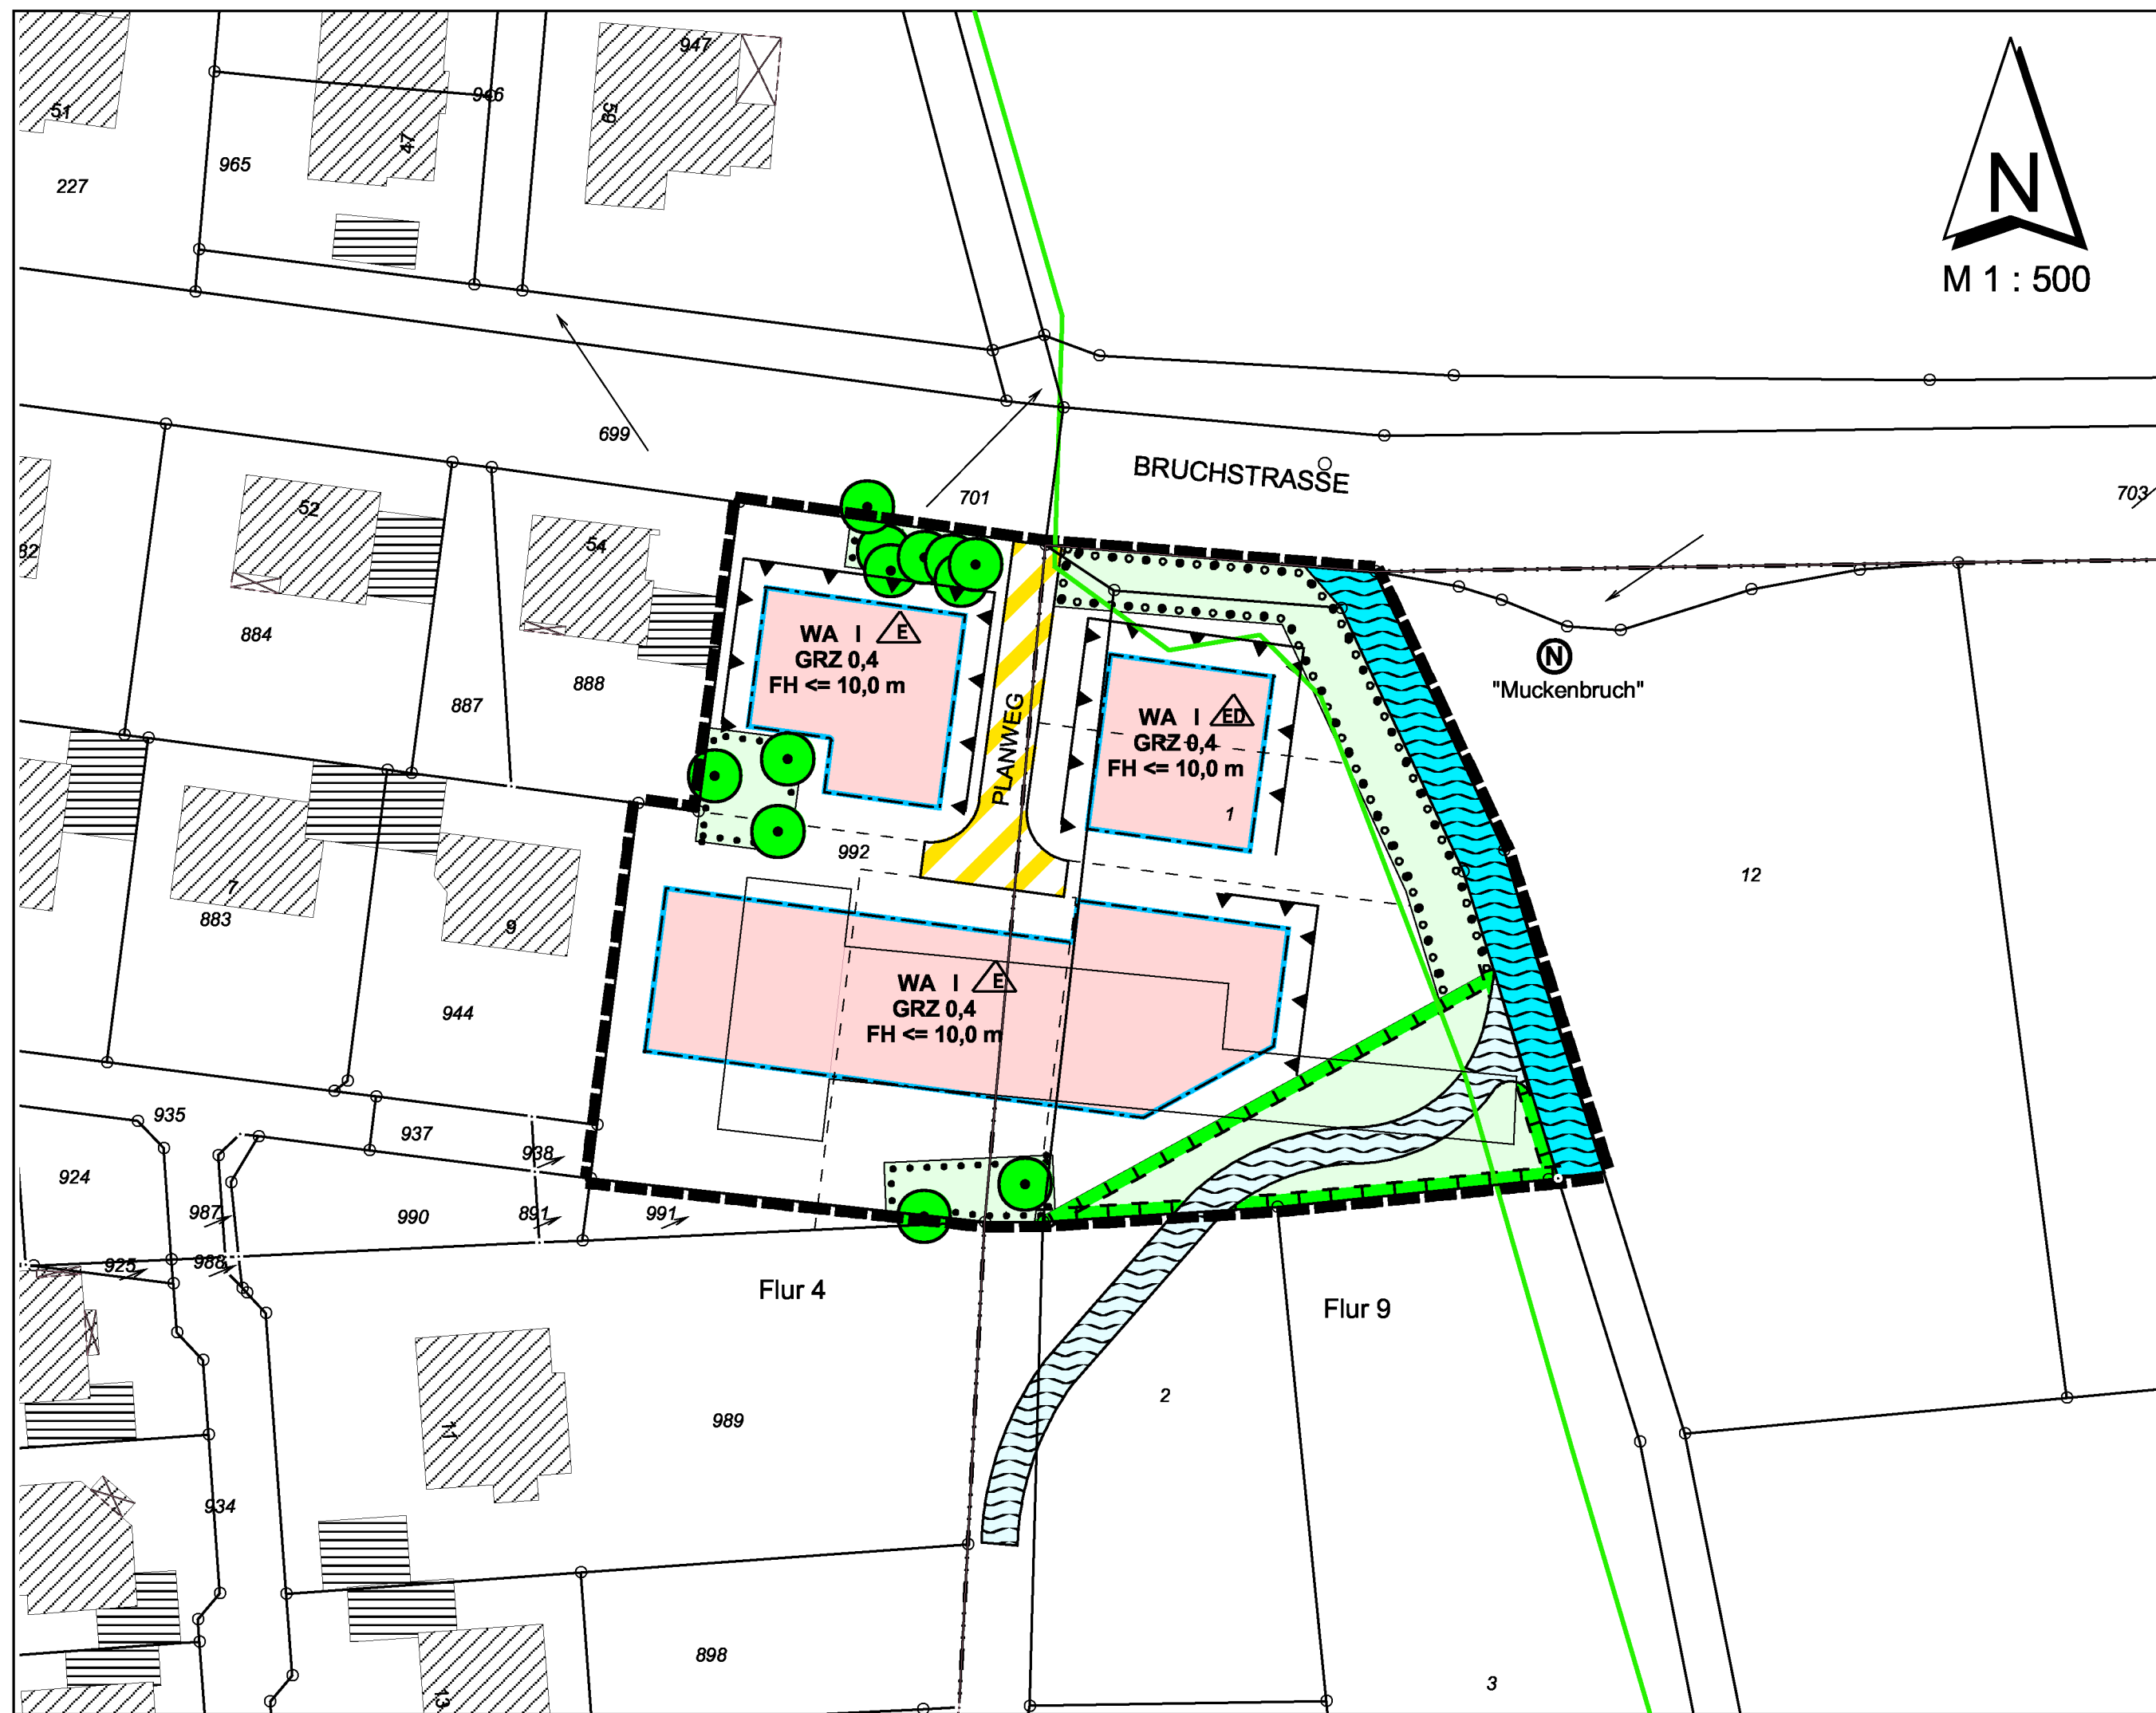 947
946
51
59
47
965
227
N
M 1 : 500
699
BRUCHSTRASSE
701
703
52
54
82
884
888
887
WA I E
GRZ 0,4
FH <= 10,0 m
N
"Muckenbruch"
PLANWEG
WA I ED
GRZ 0,4
FH <= 10,0 m
1
992
12
7
883
9
944
WA I E
GRZ 0,4
FH <= 10,0 m
935
937
938
924
987
990
891
991
925
988
Flur 4
Flur 9
2
989
11
934
898
13
3